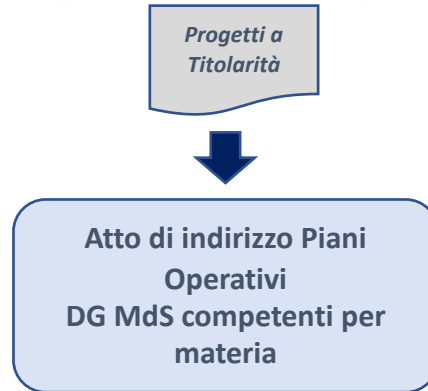 Progetti a
Titolarità
Atto di indirizzo Piani
Operativi
DG MdS competenti per
materia